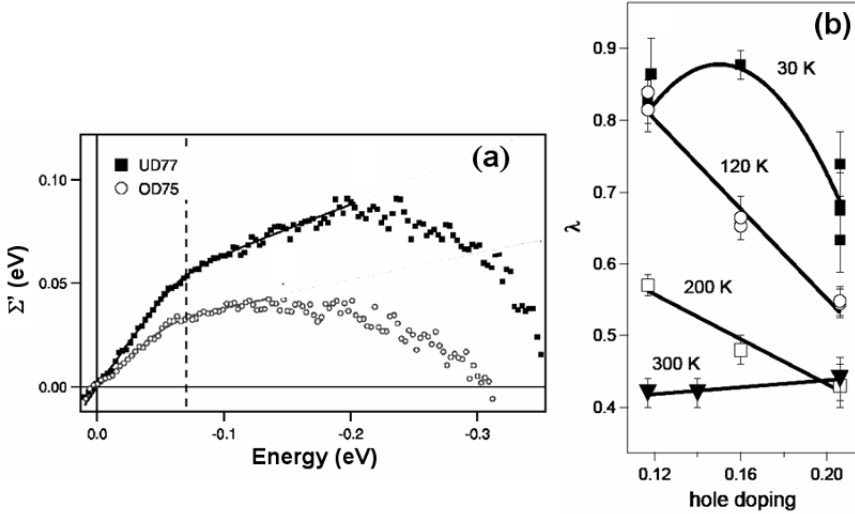 (a)
UD77
OD75
0.10
0.05
0.00
Σ' (eV)
0.0
-0.1
-0.2
-0.3
Energy (eV)
(b)
0.9
0.8
0.7
0.6
0.5
0.4
λ
30 K
120 K
200 K
300 K
0.12
0.16
0.20
hole doping